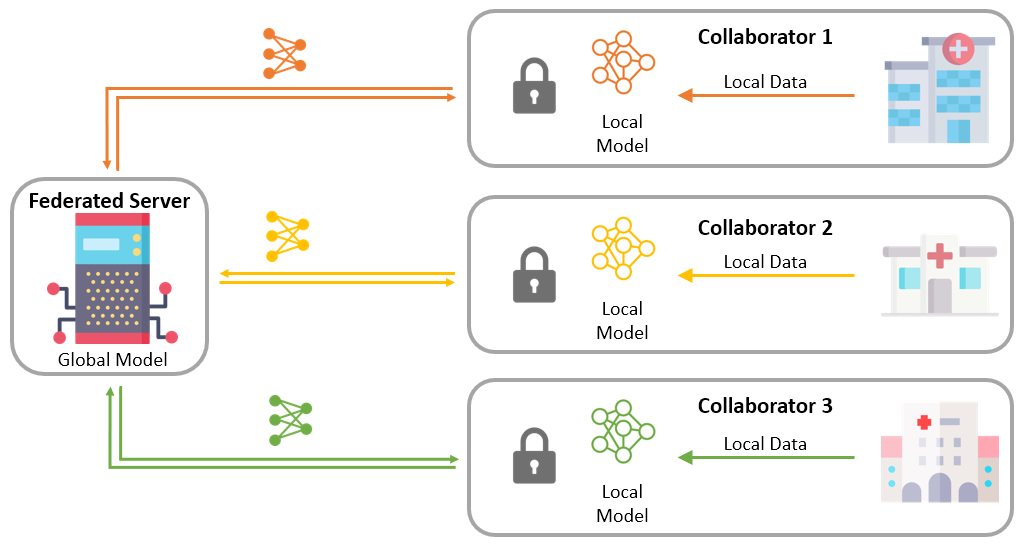 Collaborator 1
Local Data
Local
Model
Federated Server
Global Model
Collaborator 2
Local Data
Local
Model
Collaborator 3
Local Data
Local
Model